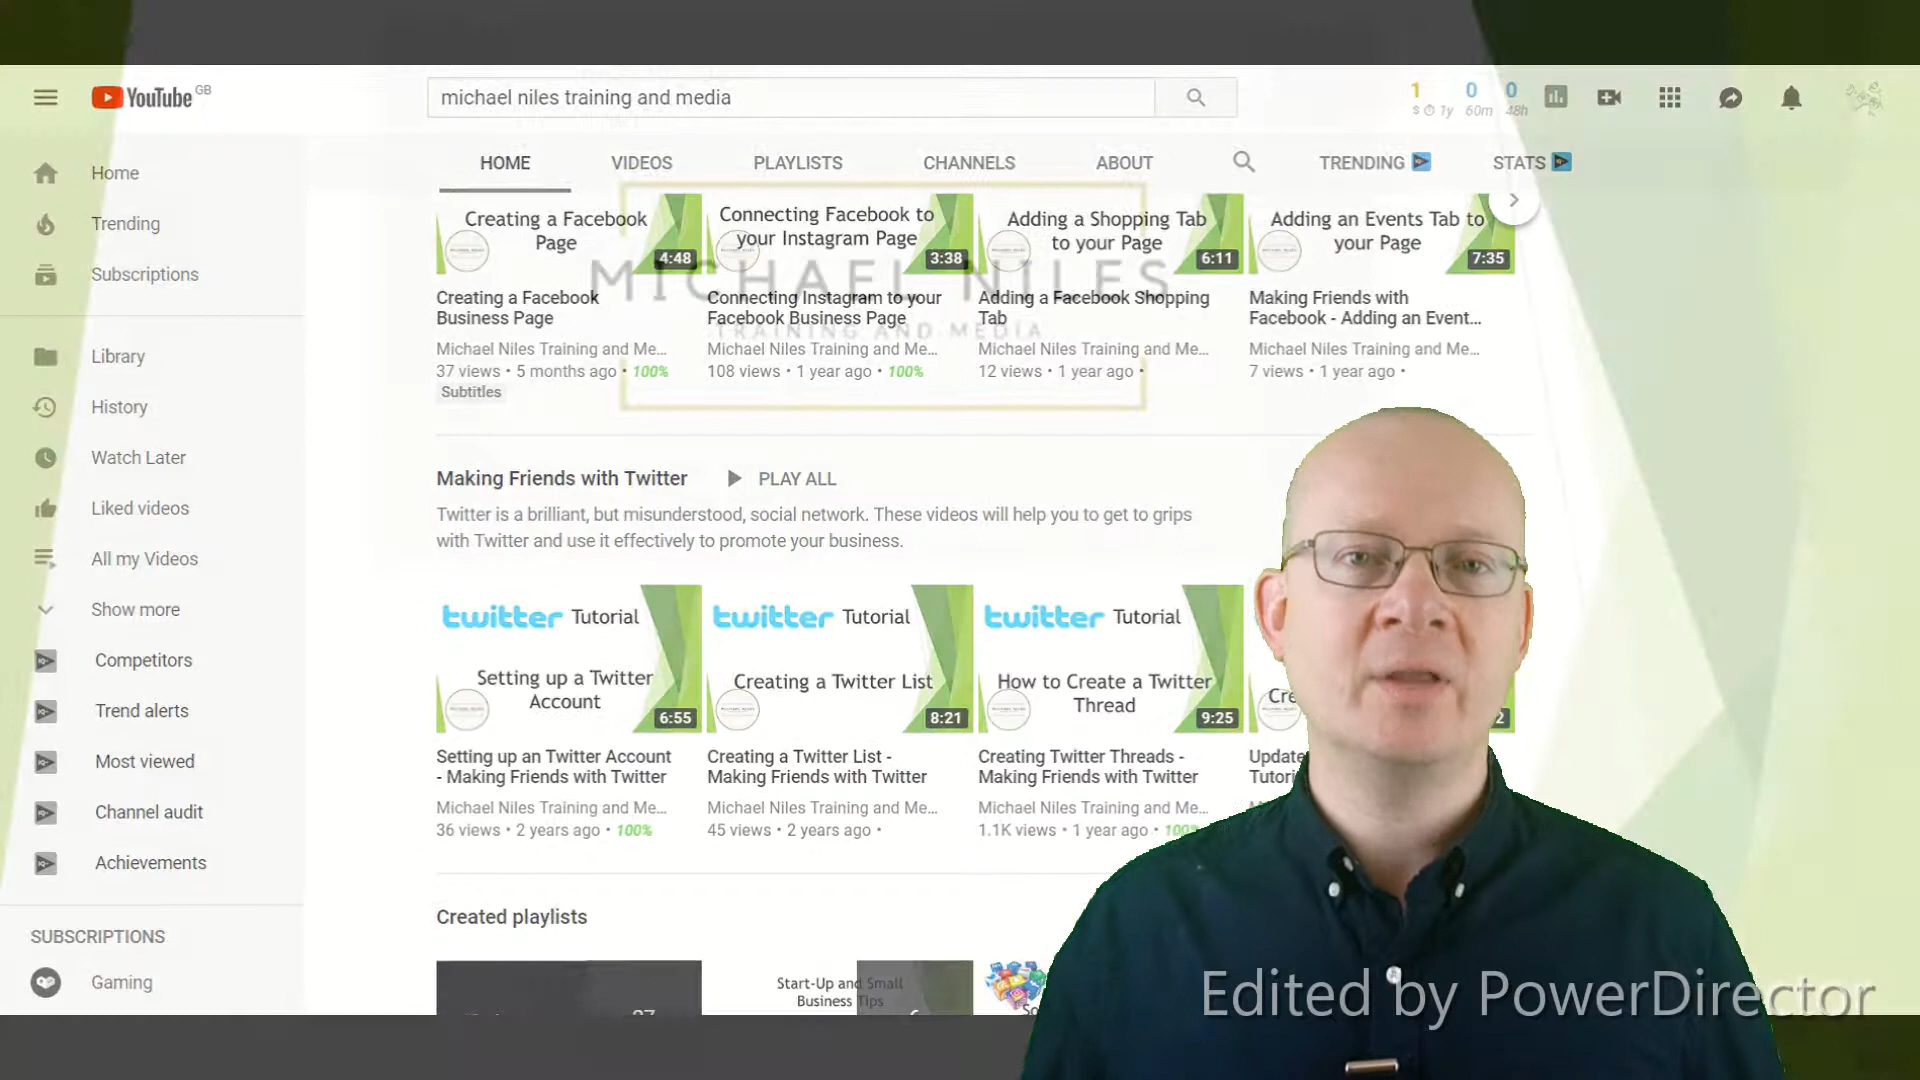 YouTube GB
michael niles training and media
1 0 0
1y 60m 48h
HOME VIDEOS PLAYLISTS CHANNELS ABOUT TRENDING STATS
Home
Trending
Subscriptions
Library
History
Watch Later
Liked videos
All my Videos
Show more
Competitors
Trend alerts
Most viewed
Channel audit
Achievements
SUBSCRIPTIONS
Gaming
Creating a Facebook
Page
4:48
Creating a Facebook
Business Page
Michael Niles Training and Me...
37 views • 5 months ago • 100%
Subtitles
Connecting Facebook to
your Instagram Page
3:38
Connecting Instagram to your
Facebook Business Page
Michael Niles Training and Me...
108 views • 1 year ago • 100%
Adding a Shopping Tab
to your Page
6:11
Adding a Facebook Shopping
Tab
Michael Niles Training and Me...
12 views • 1 year ago •
Adding an Events Tab to
your Page
7:35
Making Friends with
Facebook - Adding an Event...
Michael Niles Training and Me...
7 views • 1 year ago •
MICHAEL NILES
TRAINING AND MEDIA
Making Friends with Twitter PLAY ALL
Twitter is a brilliant, but misunderstood, social network. These videos will help you to get to grips
with Twitter and use it effectively to promote your business.
twitter Tutorial
Setting up a Twitter
Account
6:55
Setting up an Twitter Account
- Making Friends with Twitter
Michael Niles Training and Me...
36 views • 2 years ago • 100%
twitter Tutorial
Creating a Twitter List
8:21
Creating a Twitter List -
Making Friends with Twitter
Michael Niles Training and Me...
45 views • 2 years ago •
twitter Tutorial
How to Create a Twitter
Thread
9:25
Creating Twitter Threads -
Making Friends with Twitter
Michael Niles Training and Me...
1.1K views • 1 year ago • 100%
Cre
2
Update
Tutori
Created playlists
Start-Up and Small
Business Tips
Edited by PowerDirector